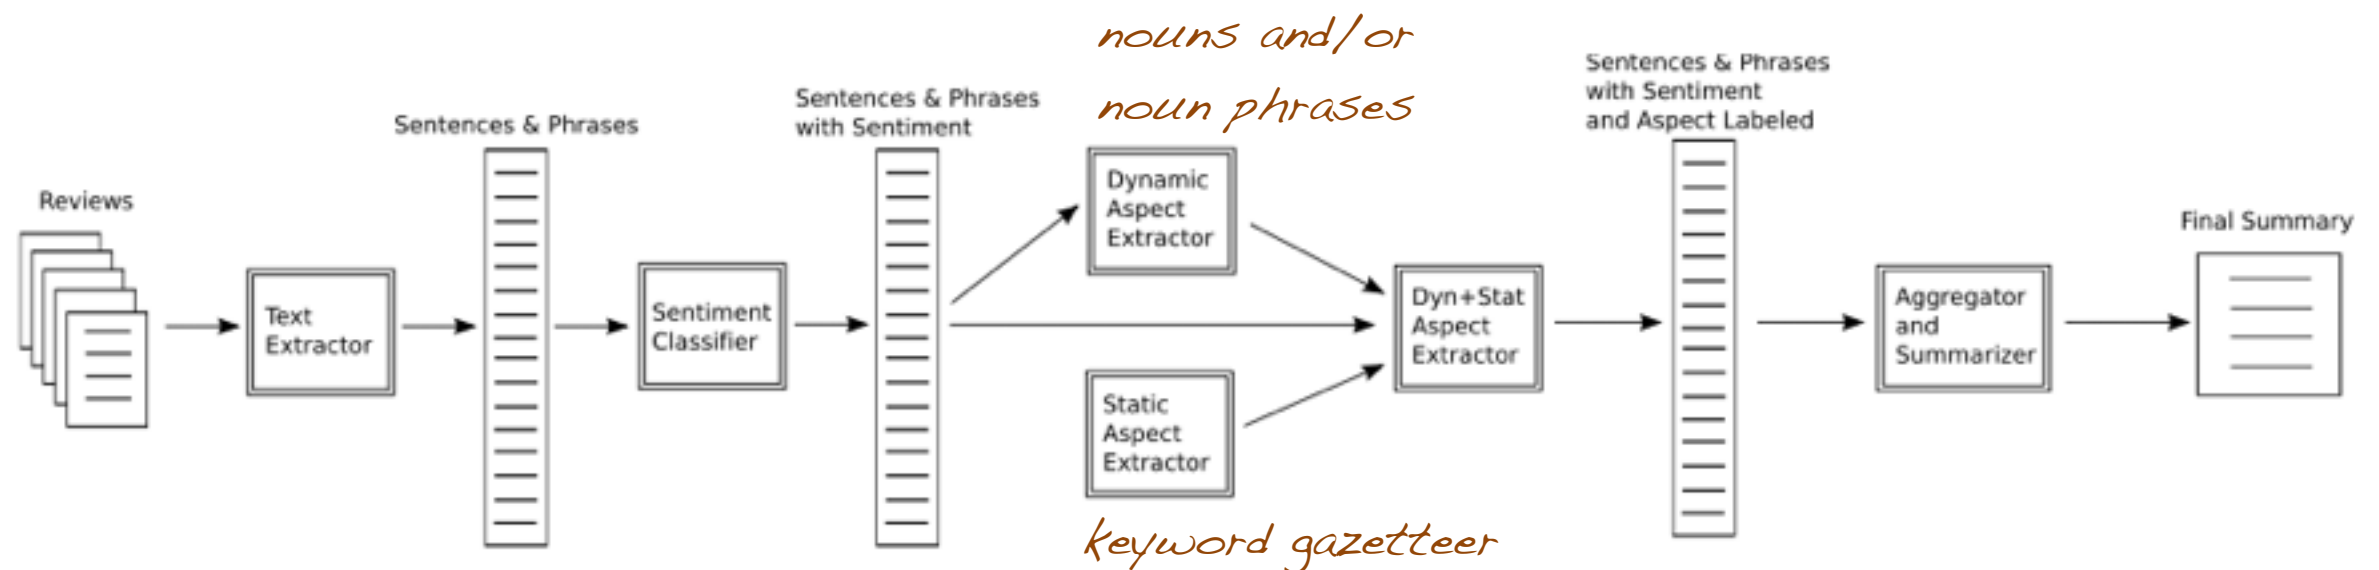 Reviews
Text
Extractor
Sentences & Phrases
Sentiment
Classifier
Sentences & Phrases
with Sentiment
nouns and/or
noun phrases
Dynamic
Aspect
Extractor
Static
Aspect
Extractor
keyword gazetteer
Dyn+Stat
Aspect
Extractor
Sentences & Phrases
with Sentiment
and Aspect Labeled
Aggregator
and
Summarizer
Final Summary